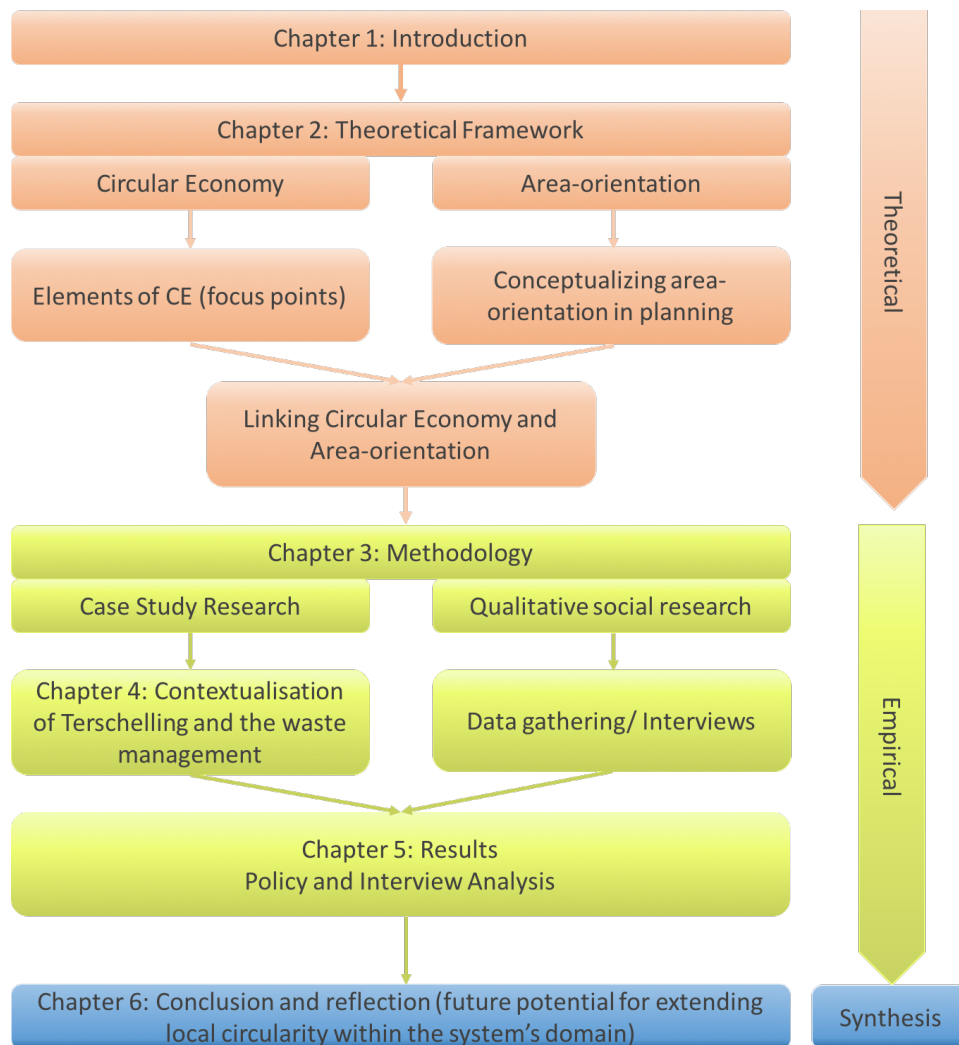 Chapter 1: Introduction
Chapter 2: Theoretical Framework
Circular Economy
Area-orientation
Elements of CE (focus points)
Conceptualizing area-
orientation in planning
Linking Circular Economy and
Area-orientation
Theoretical
Chapter 3: Methodology
Case Study Research
Qualitative social research
Chapter 4: Contextualisation
of Terschelling and the waste
management
Data gathering/ Interviews
Chapter 5: Results
Policy and Interview Analysis
Empirical
Chapter 6: Conclusion and reflection (future potential for extending
local circularity within the system's domain)
Synthesis